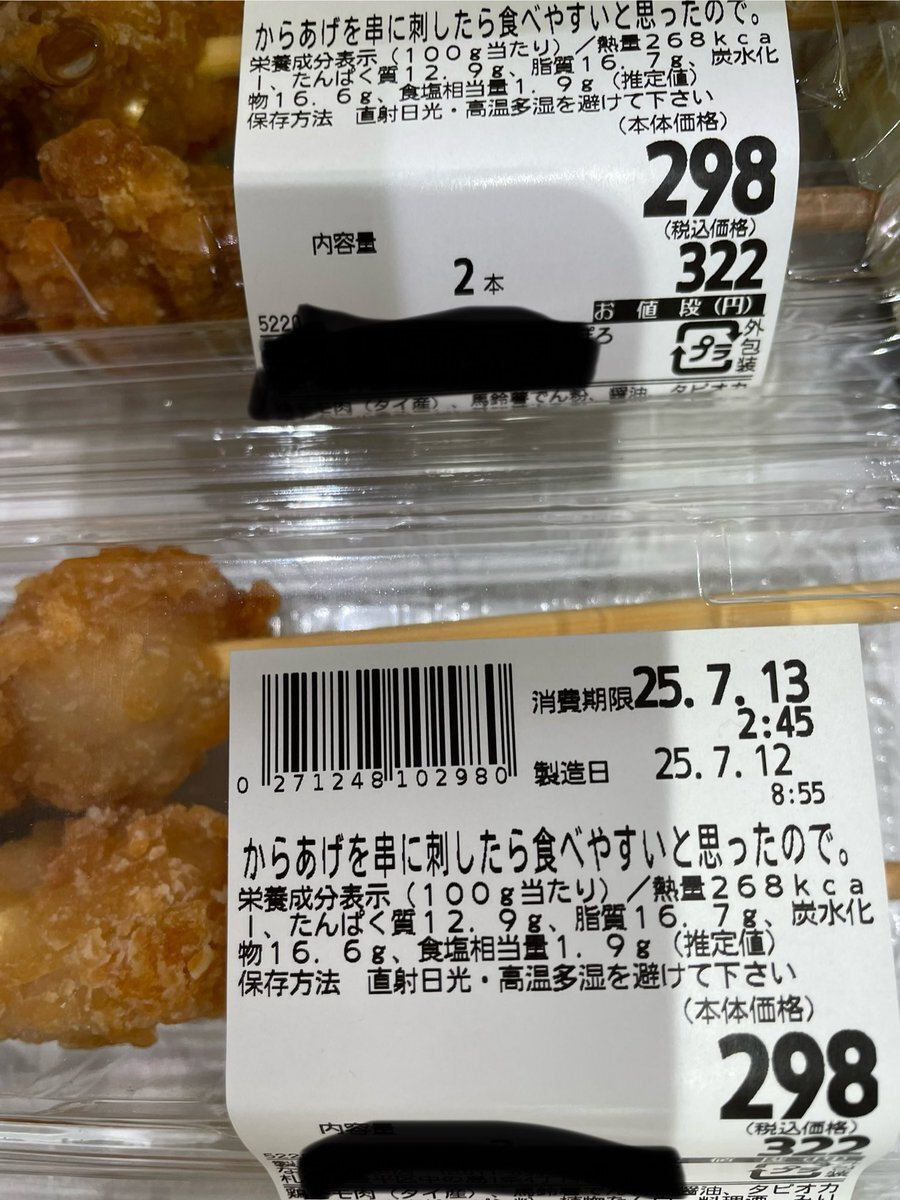 からあげを串に刺したら食べやすいと思ったので。
栄養成分表示（100g当たり）／熱量268kca
l、たんぱく質12.9g、脂質16.7g、炭水化
物16.6g、食塩相当量1.9g（推定値）
保存方法　直射日光・高温多湿を避けて下さい
（本体価格）
298
（税込価格）
内容量
322
2本
お値段（円）
5220
プラ
外包装
肉（タイ産）、馬鈴薯でん粉、醤油、タピオカ
消費期限25.7.13
2:45
0 271248 102980
製造日 25.7.12
8:55
からあげを串に刺したら食べやすいと思ったので。
栄養成分表示（100g当たり）／熱量268kca
l、たんぱく質12.9g、脂質16.7g、炭水化
物16.6g、食塩相当量1.9g（推定値）
保存方法　直射日光・高温多湿を避けて下さい
（本体価格）
298
（税込価格）
内容量
322
醤油、タピオカ